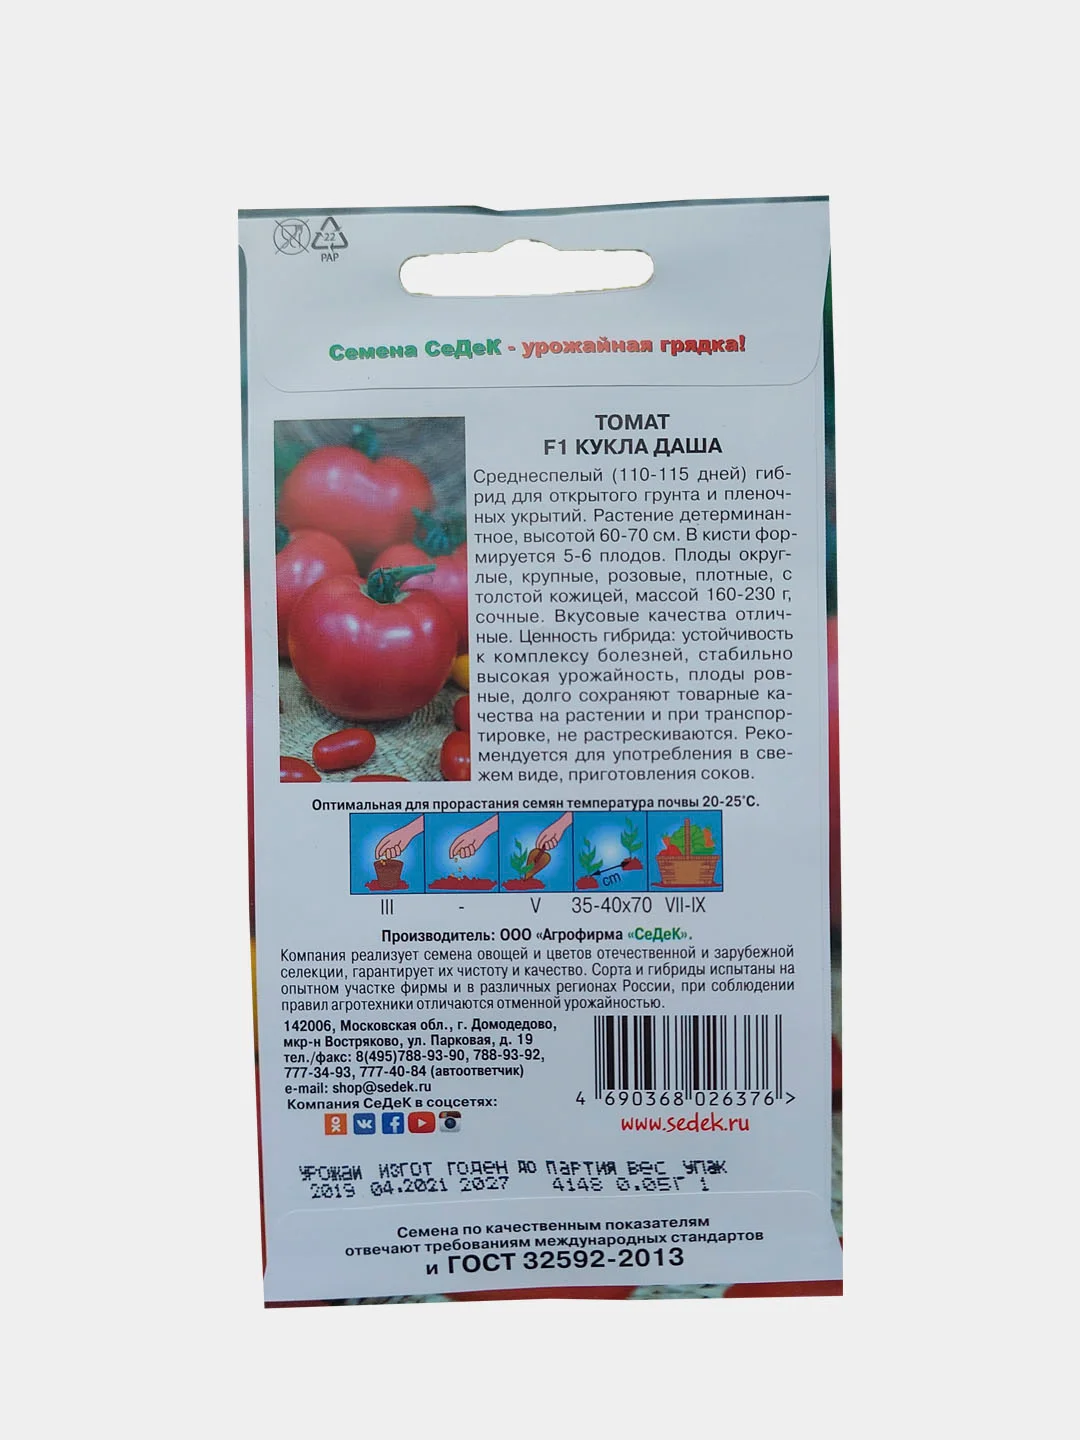 22
PAP
Семена СеДеК - урожайная грядка!
ТОМАТ
F1 КУКЛА ДАША
Среднеспелый (110-115 дней) гиб-
рид для открытого грунта и пленоч-
ных укрытий. Растение детерминант-
ное, высотой 60-70 см. В кисти фор-
мируется 5-6 плодов. Плоды округ-
лые, крупные, розовые, плотные, с
толстой кожицей, массой 160-230 г,
сочные. Вкусовые качества отлич-
ные. Ценность гибрида: устойчивость
к комплексу болезней, стабильно
высокая урожайность, плоды ров-
ные, долго сохраняют товарные ка-
чества на растении и при транспор-
тировке, не растрескиваются. Реко-
мендуется для употребления в све-
жем виде, приготовления соков.
Оптимальная для прорастания семян температура почвы 20-25°С.
cm
III - V 35-40х70 VII-IX
Производитель: ООО «Агрофирма «СеДеК».
Компания реализует семена овощей и цветов отечественной и зарубежной
селекции, гарантирует их чистоту и качество. Сорта и гибриды испытаны на
опытном участке фирмы и в различных регионах России, при соблюдении
правил агротехники отличаются отменной урожайностью.
142006, Московская обл., г. Домодедово,
мкр-н Востряково, ул. Парковая, д. 19
тел./факс: 8(495)788-93-90, 788-93-92,
777-34-93, 777-40-84 (автоответчик)
e-mail: shop@sedek.ru
Компания СеДеК в соцсетях:
4 690368 026376 >
www.sedek.ru
УРОЖАЙ ИЗГОТ ГОДЕН ДО ПАРТИЯ ВЕС УПАК
2019 04.2021 2027 4148 0.05Г 1
Семена по качественным показателям
отвечают требованиям международных стандартов
и ГОСТ 32592-2013